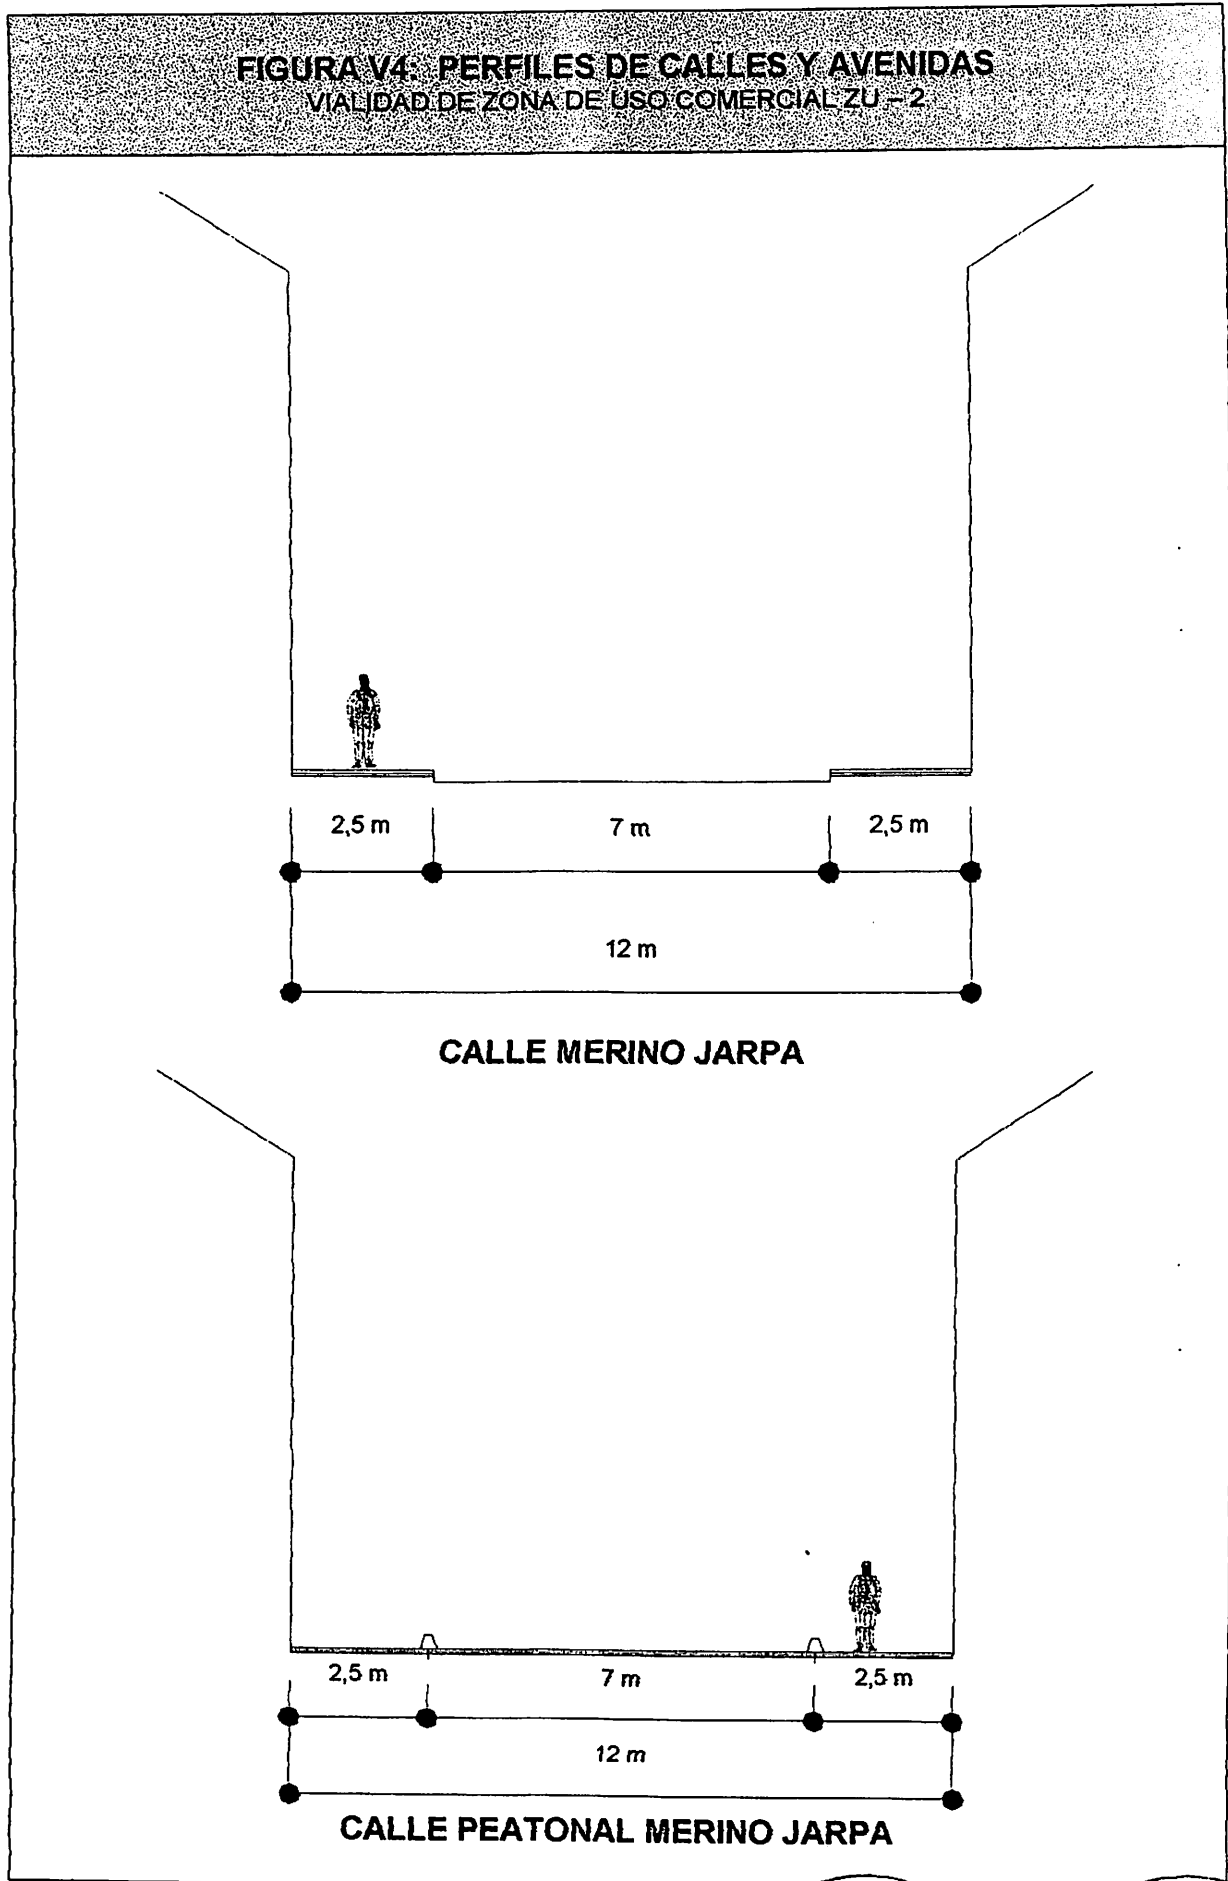 FIGURA V4: PERFILES DE CALLES Y AVENIDAS
VIALIDAD DE ZONA DE USO COMERCIAL ZU – 2
2,5 m 7 m 2,5 m
12 m
CALLE MERINO JARPA
2,5 m 7 m 2,5 m
12 m
CALLE PEATONAL MERINO JARPA